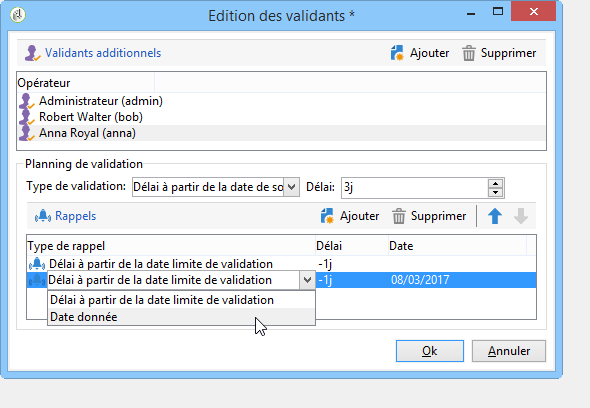 Edition des validants *
Validants additionnels Ajouter Supprimer
Opérateur
Administrateur (admin)
Robert Walter (bob)
Anna Royal (anna)
Planning de validation
Type de validation: Délai à partir de la date de so Délai: 3j
Rappels Ajouter Supprimer
Type de rappel Délai Date
Délai à partir de la date limite de validation -1j
Délai à partir de la date limite de validation -1j 08/03/2017
Délai à partir de la date limite de validation
Date donnée
Ok Annuler